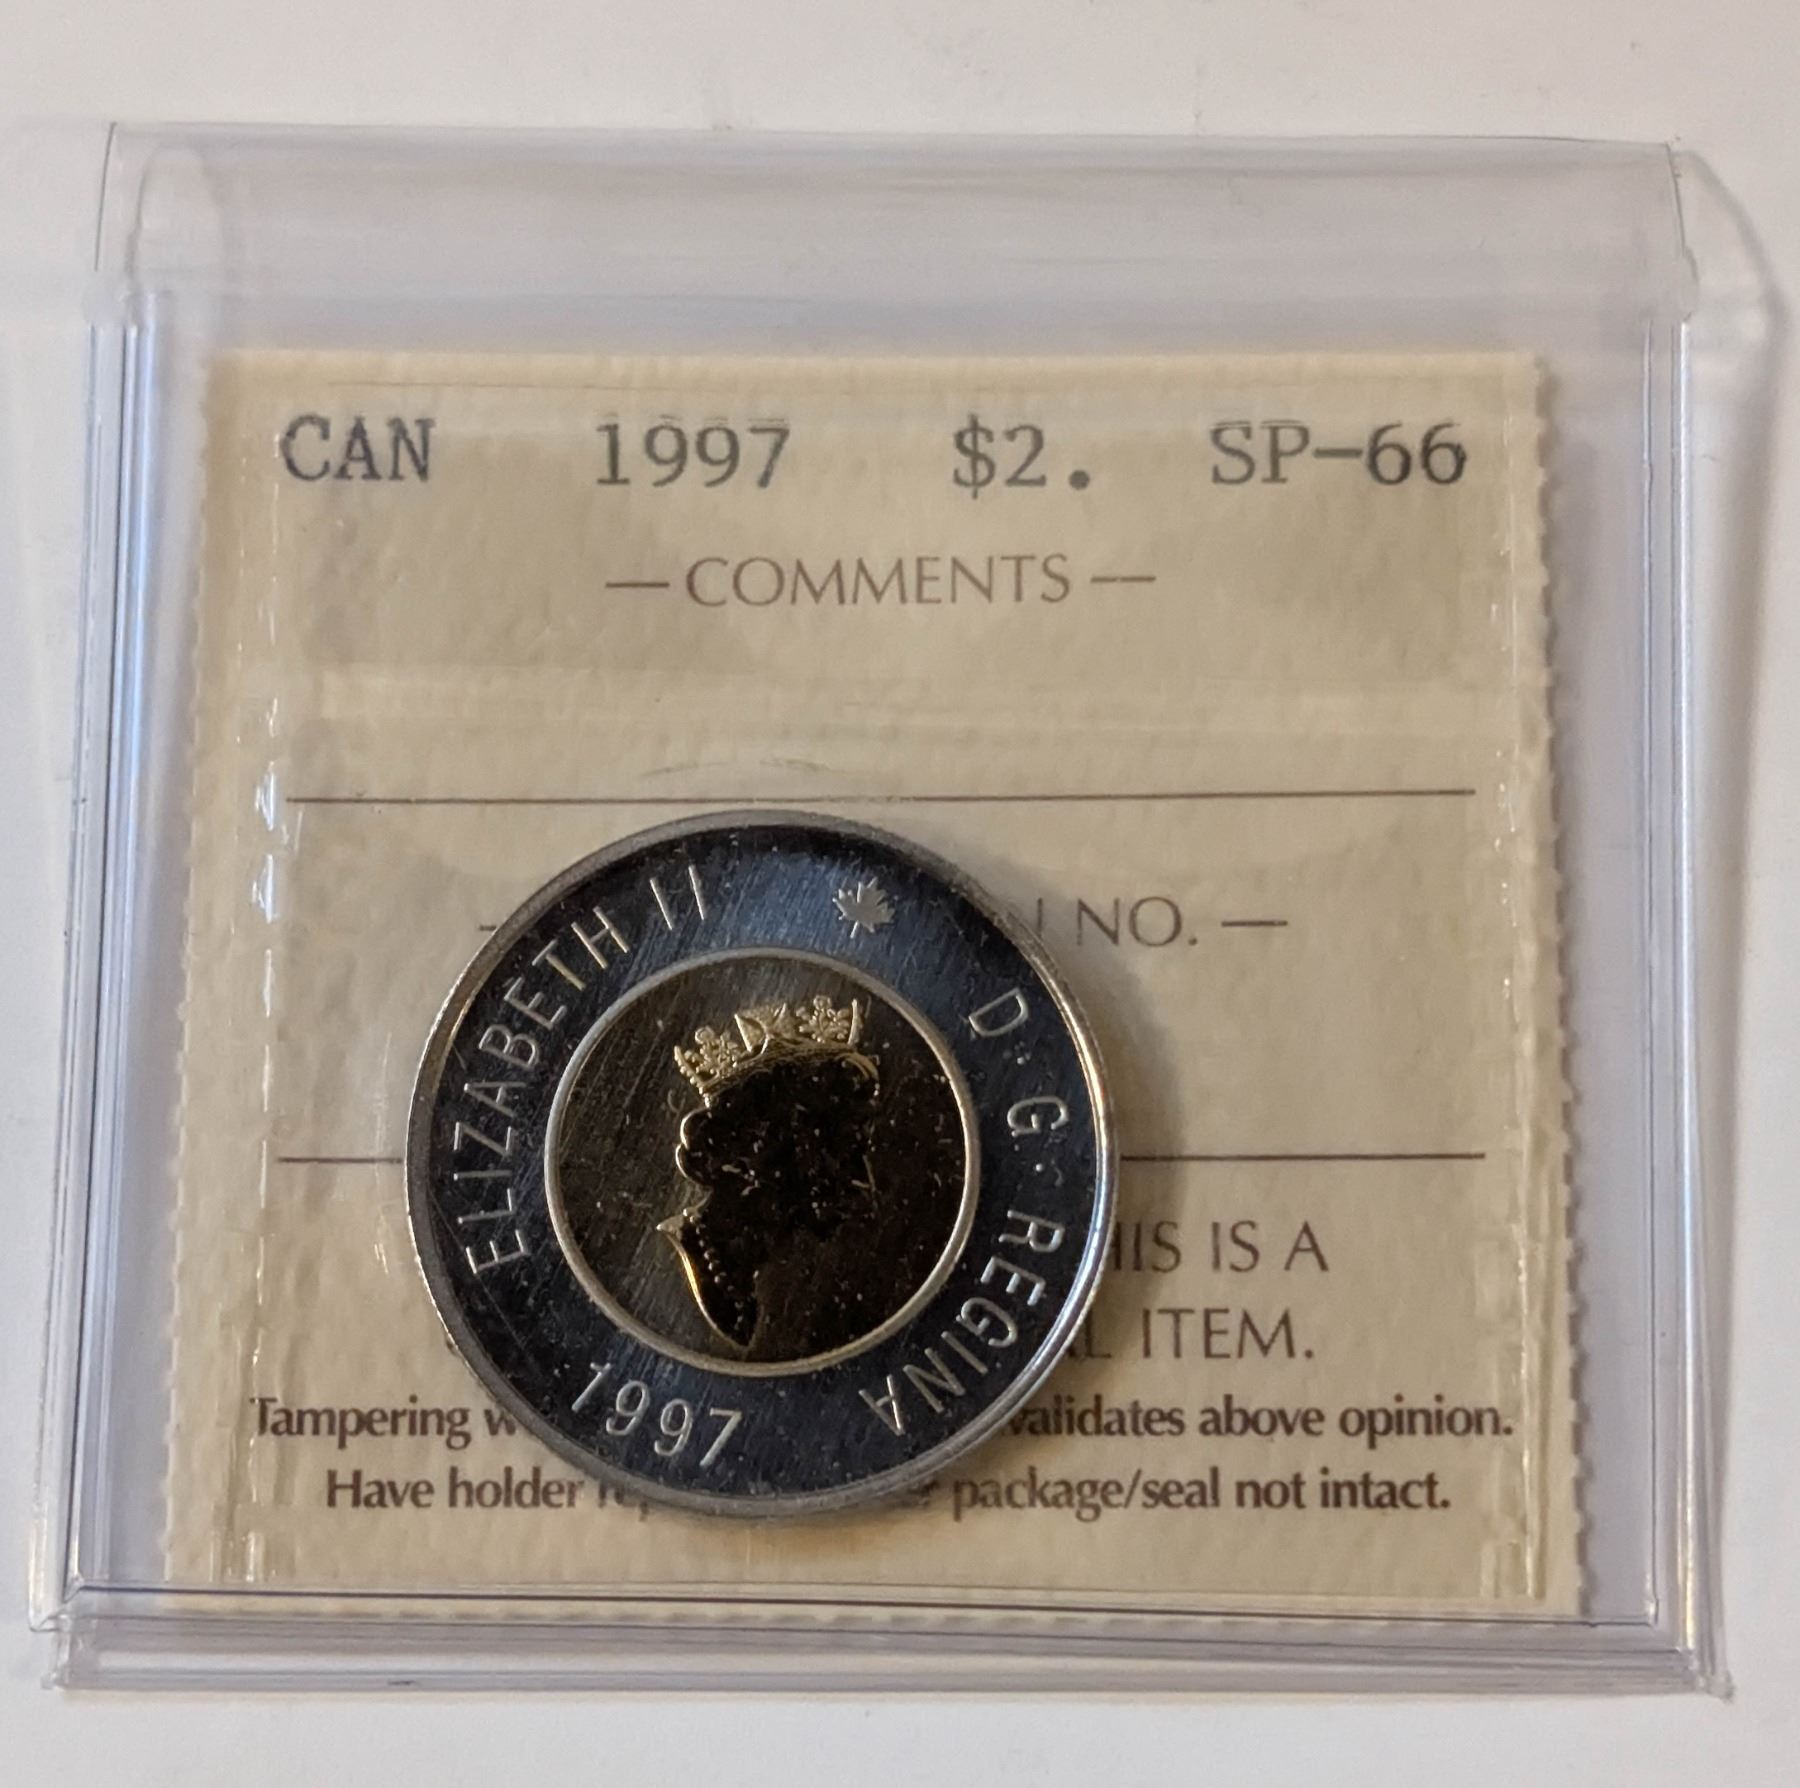 CAN 1997 $2. SP-66
— COMMENTS —
NO. —
IS A
ITEM.
Tampering validates above opinion.
Have holder package/seal not intact.
ELIZABETH II D·G·REGINA
1997